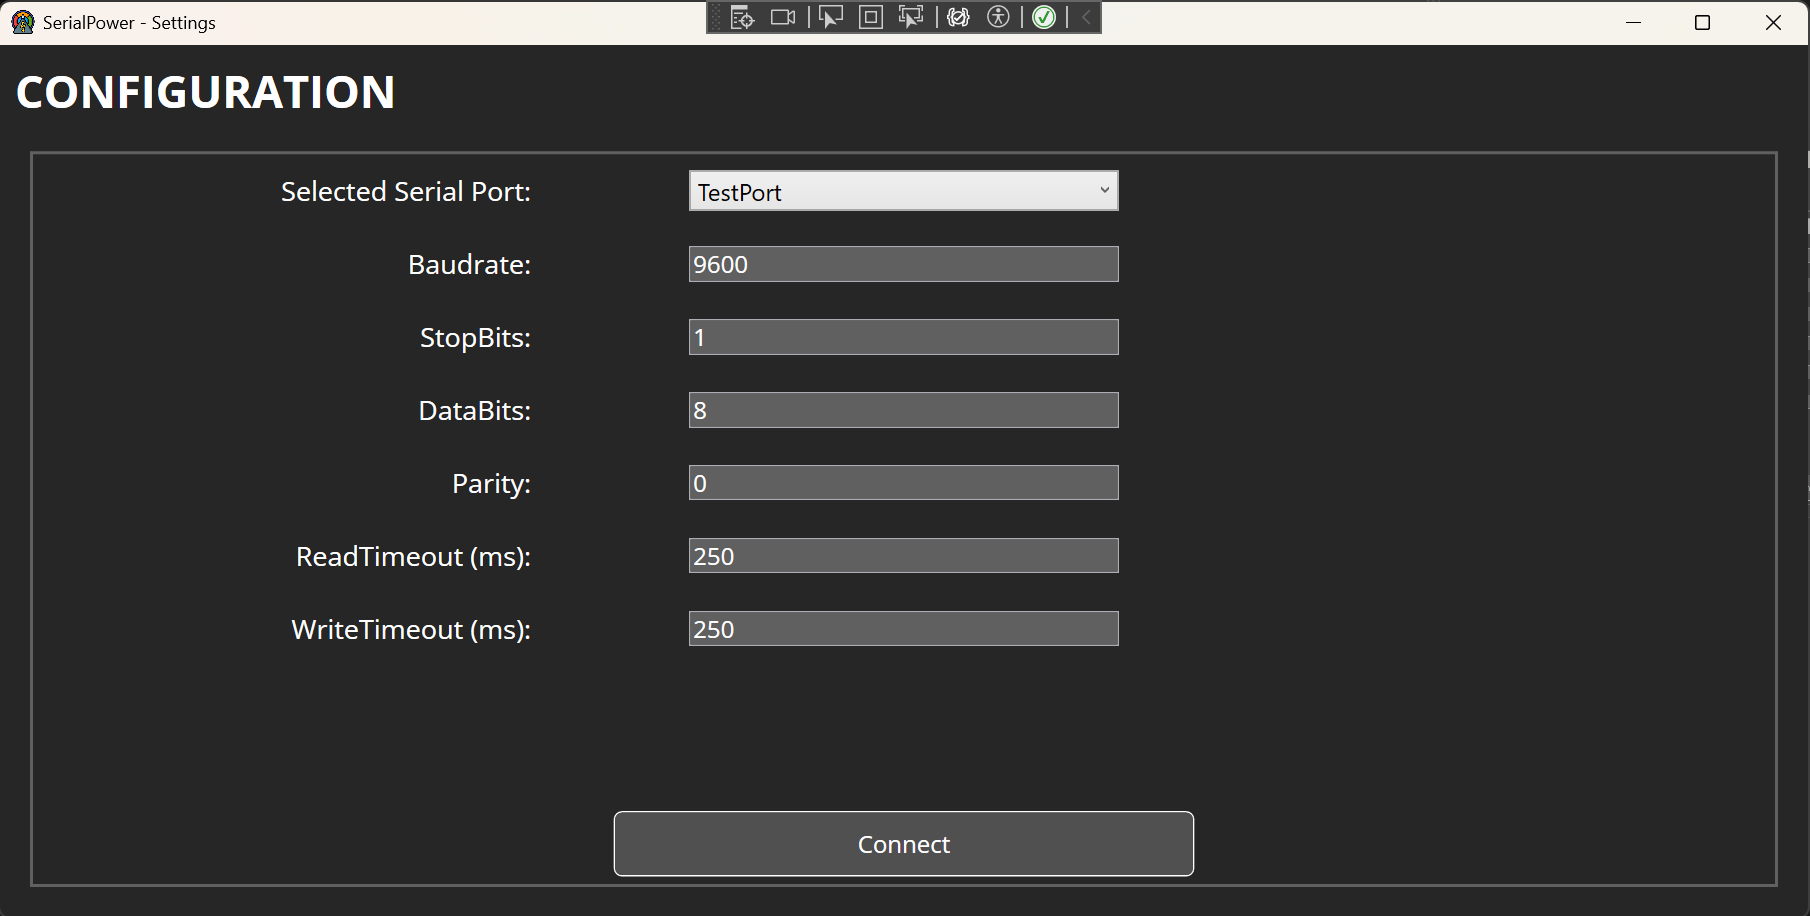 SerialPower - Settings
CONFIGURATION
Selected Serial Port: TestPort
Baudrate: 9600
StopBits: 1
DataBits: 8
Parity: 0
ReadTimeout (ms): 250
WriteTimeout (ms): 250
Connect